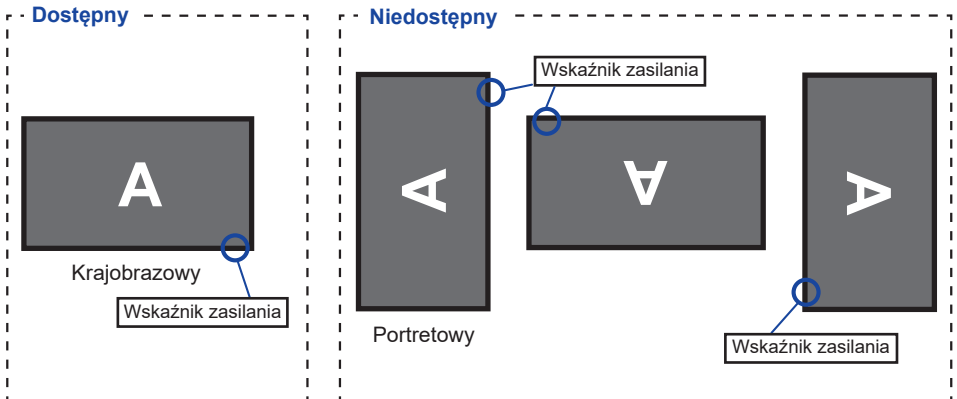 Dostępny
Niedostępny
Wskaźnik zasilania
A
A
A
A
Krajobrazowy
Wskaźnik zasilania
Portretowy
Wskaźnik zasilania